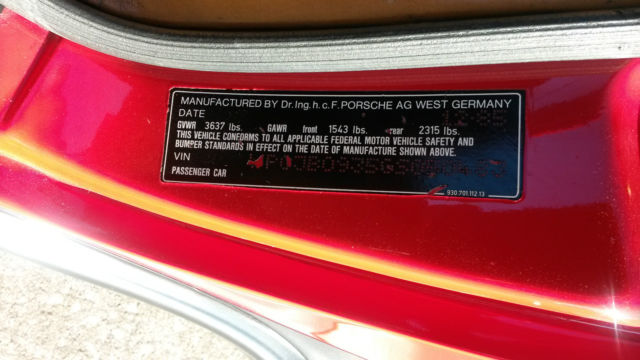 MANUFACTURED BY Dr.Ing.h.c.F.PORSCHE AG WEST GERMANY
DATE 12 85
GVWR 3637 lbs. GAWR front 1543 lbs. rear 2315 lbs.
THIS VEHICLE CONFORMS TO ALL APPLICABLE FEDERAL MOTOR VEHICLE SAFETY AND
BUMPER STANDARDS IN EFFECT ON THE DATE OF MANUFACTURE SHOWN ABOVE.
VIN
PASSENGER CAR
930.701.112.13